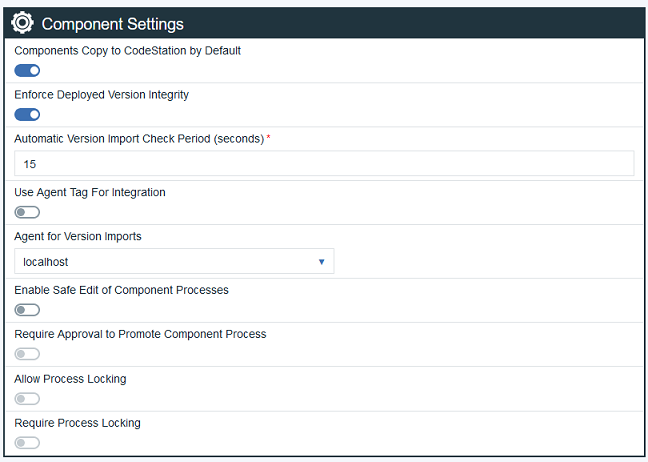 Component Settings
Components Copy to CodeStation by Default
Enforce Deployed Version Integrity
Automatic Version Import Check Period (seconds) *
15
Use Agent Tag For Integration
Agent for Version Imports
localhost
Enable Safe Edit of Component Processes
Require Approval to Promote Component Process
Allow Process Locking
Require Process Locking